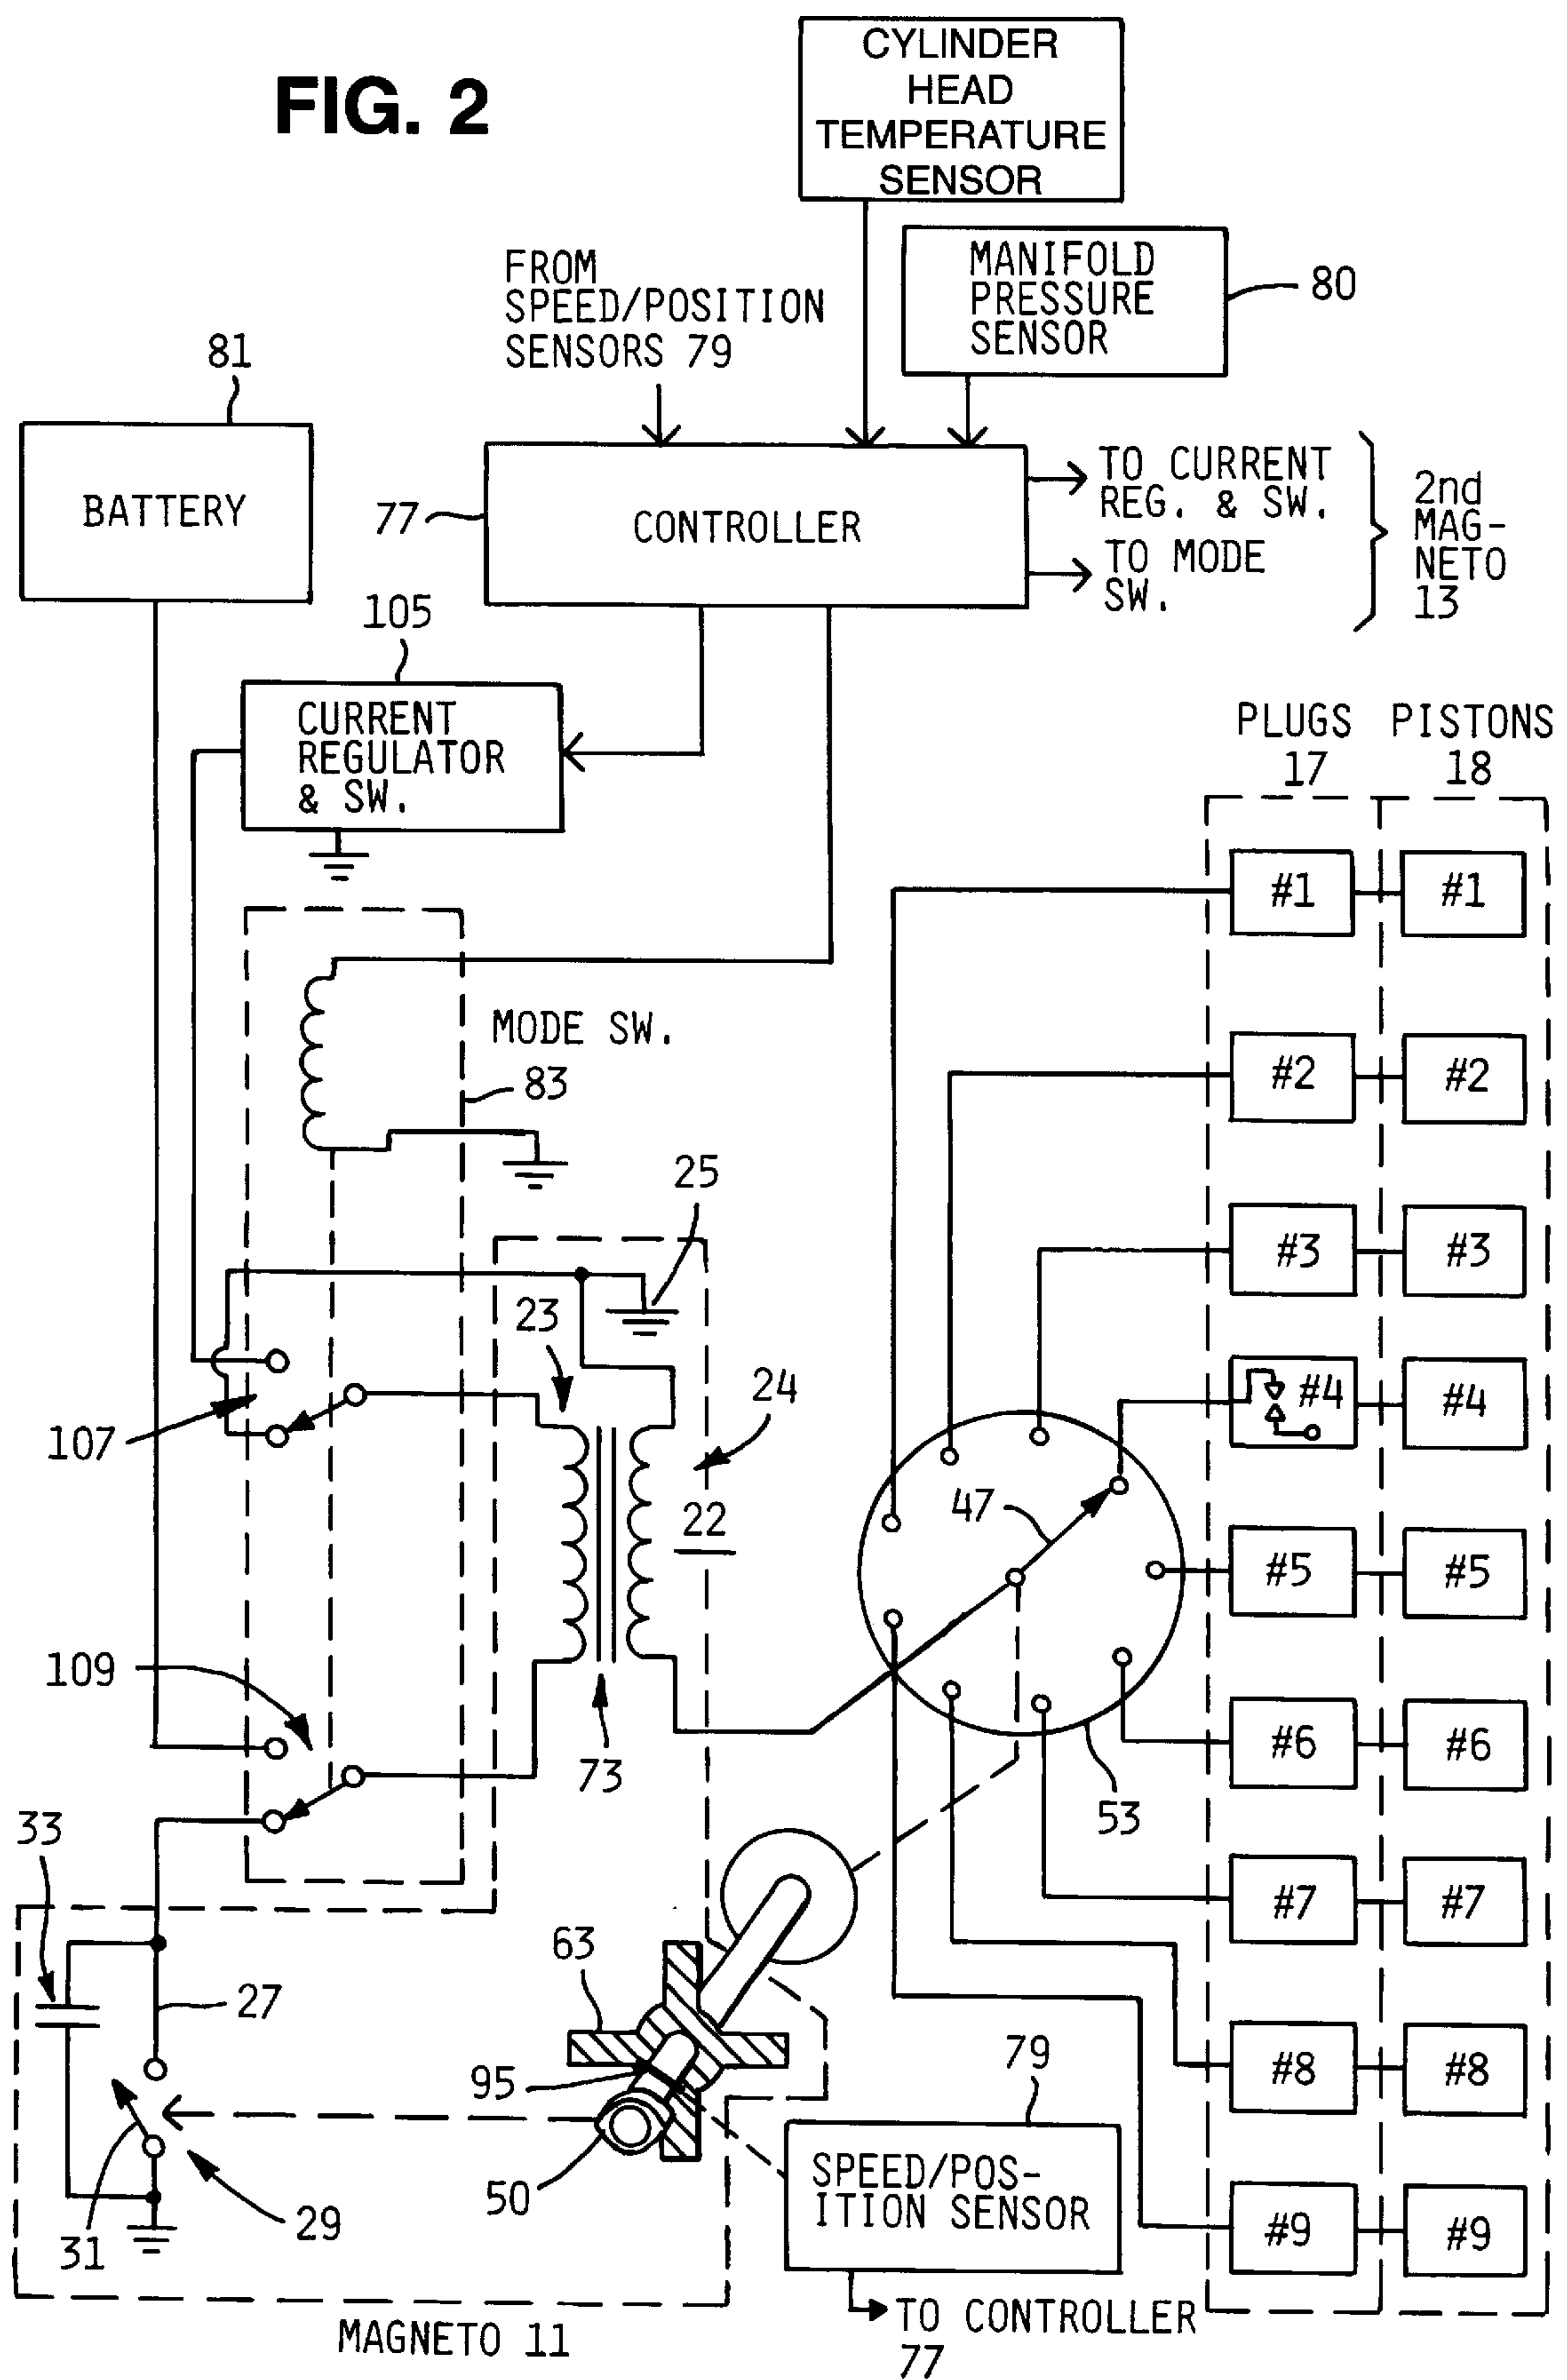 FIG. 2
CYLINDER
HEAD
TEMPERATURE
SENSOR
FROM
SPEED/POSITION
SENSORS 79
MANIFOLD
PRESSURE
SENSOR
80
81
BATTERY
77
CONTROLLER
TO CURRENT
REG. & SW.
TO MODE
SW.
2nd
MAG-
NETO
13
105
CURRENT
REGULATOR
& SW.
PLUGS
17
PISTONS
18
#1
#1
MODE SW.
83
#2
#2
25
23
#3
#3
24
107
#4
#4
22
47
#5
#5
109
73
53
#6
#6
33
#7
#7
63
27
95
79
#8
#8
50
SPEED/POS-
ITION SENSOR
29
31
#9
#9
MAGNETO 11
TO CONTROLLER
77